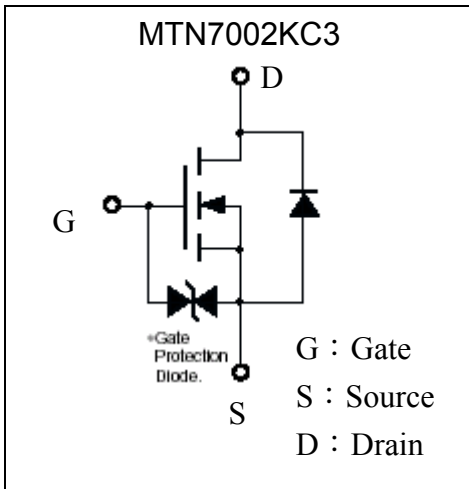 MTN7002KC3
D
G
*Gate
Protection
Diode.
S
G：Gate
S：Source
D：Drain